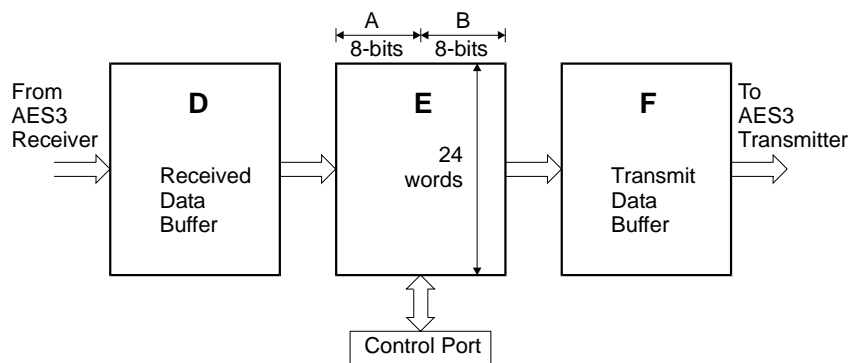 A B
8-bits 8-bits
From
AES3
Receiver
D
Received
Data
Buffer
E
24
words
F
Transmit
Data
Buffer
To
AES3
Transmitter
Control Port